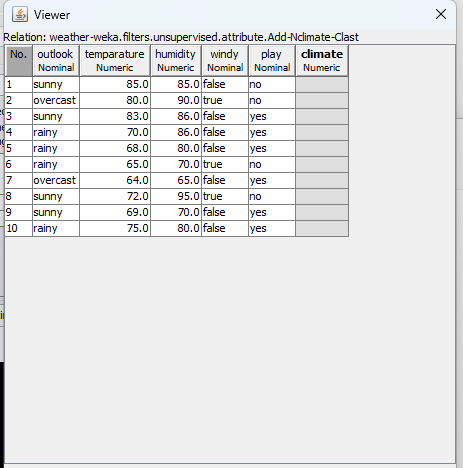 Viewer
Relation: weather-weka.filters.unsupervised.attribute.Add-Nclimate-Clast
No. outlook temparature humidity windy play climate
Nominal Numeric Numeric Nominal Nominal Numeric
1 sunny 85.0 85.0 false no
2 overcast 80.0 90.0 true no
3 sunny 83.0 86.0 false yes
4 rainy 70.0 86.0 false yes
5 rainy 68.0 80.0 false yes
6 rainy 65.0 70.0 true no
7 overcast 64.0 65.0 false yes
8 sunny 72.0 95.0 true no
9 sunny 69.0 70.0 false yes
10 rainy 75.0 80.0 false yes